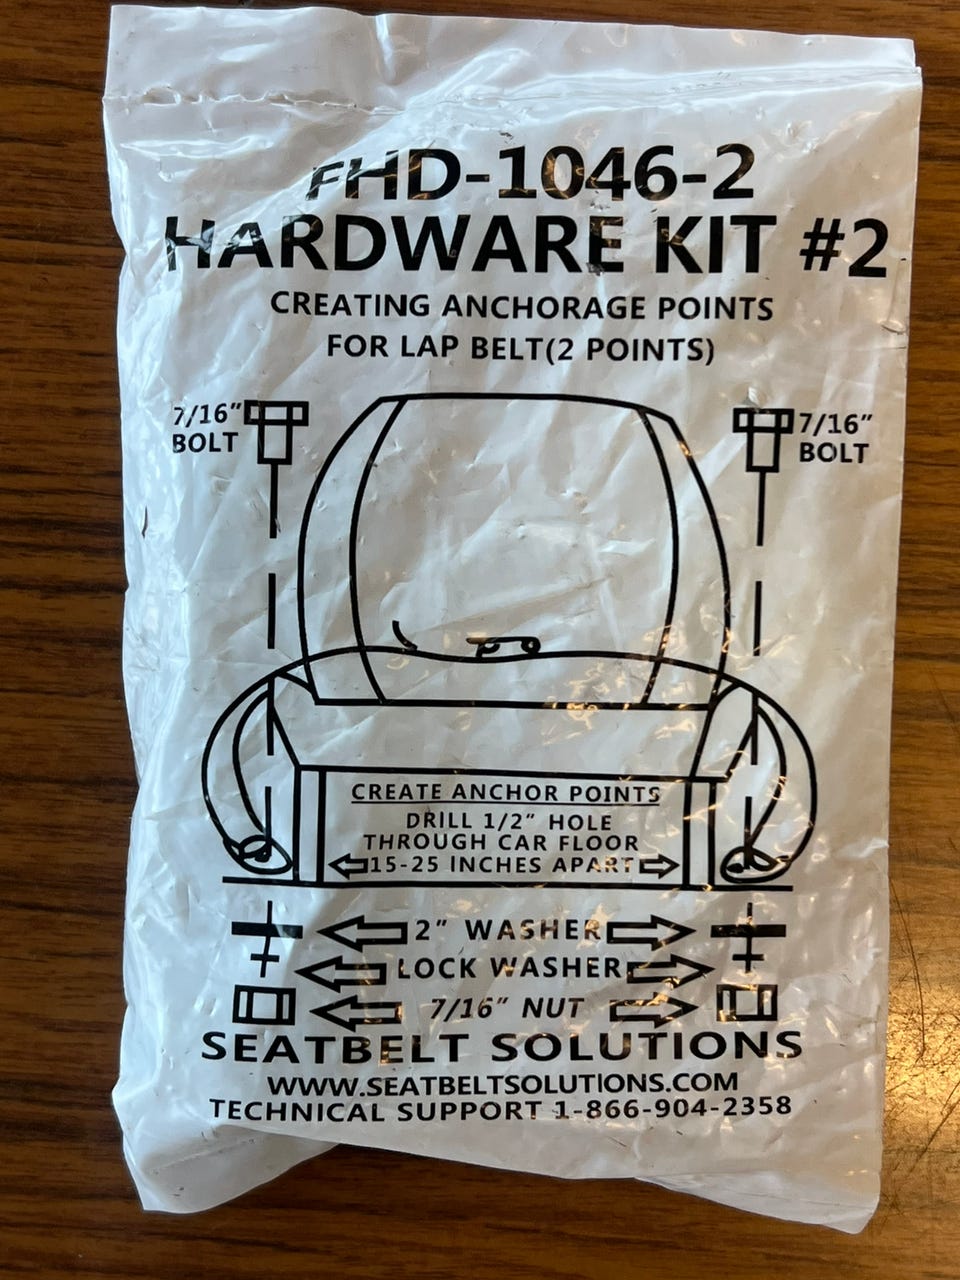 FHD-1046-2
HARDWARE KIT #2
CREATING ANCHORAGE POINTS
FOR LAP BELT(2 POINTS)
7/16” BOLT
7/16” BOLT
CREATE ANCHOR POINTS
DRILL 1/2” HOLE
THROUGH CAR FLOOR
15-25 INCHES APART
2” WASHER
LOCK WASHER
7/16” NUT
SEATBELT SOLUTIONS
WWW.SEATBELTSOLUTIONS.COM
TECHNICAL SUPPORT 1-866-904-2358